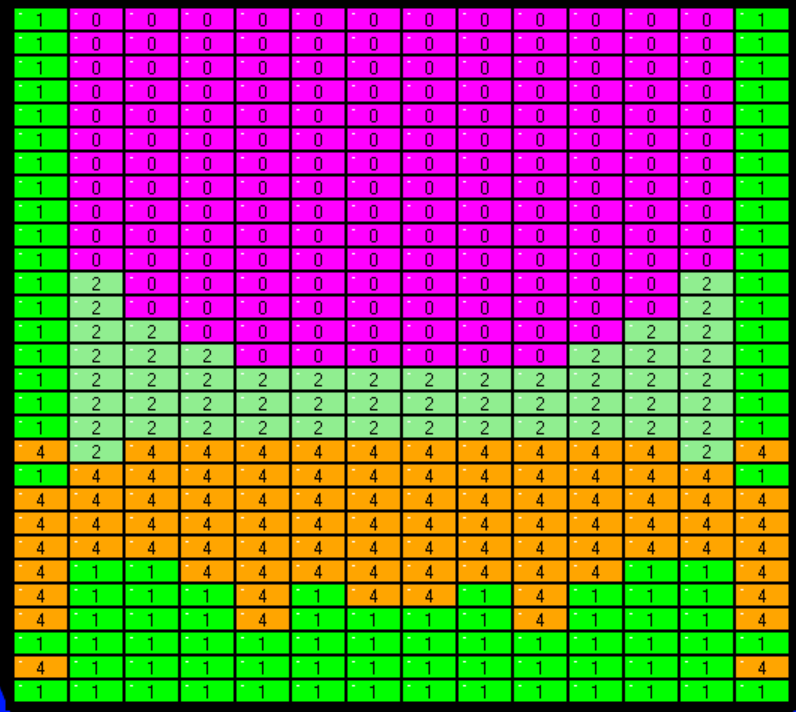 1 0 0 0 0 0 0 0 0 0 0 0 0 1
1 0 0 0 0 0 0 0 0 0 0 0 0 1
1 0 0 0 0 0 0 0 0 0 0 0 0 1
1 0 0 0 0 0 0 0 0 0 0 0 0 1
1 0 0 0 0 0 0 0 0 0 0 0 0 1
1 0 0 0 0 0 0 0 0 0 0 0 0 1
1 0 0 0 0 0 0 0 0 0 0 0 0 1
1 0 0 0 0 0 0 0 0 0 0 0 0 1
1 0 0 0 0 0 0 0 0 0 0 0 0 1
1 0 0 0 0 0 0 0 0 0 0 0 0 1
1 0 0 0 0 0 0 0 0 0 0 0 0 1
1 2 0 0 0 0 0 0 0 0 0 0 2 1
1 2 0 0 0 0 0 0 0 0 0 0 2 1
1 2 2 0 0 0 0 0 0 0 0 2 2 1
1 2 2 2 0 0 0 0 0 0 2 2 2 1
1 2 2 2 2 2 2 2 2 2 2 2 2 1
1 2 2 2 2 2 2 2 2 2 2 2 2 1
1 2 2 2 2 2 2 2 2 2 2 2 2 1
4 2 4 4 4 4 4 4 4 4 4 4 2 4
1 4 4 4 4 4 4 4 4 4 4 4 4 1
4 4 4 4 4 4 4 4 4 4 4 4 4 4
4 4 4 4 4 4 4 4 4 4 4 4 4 4
4 4 4 4 4 4 4 4 4 4 4 4 4 4
4 1 1 4 4 4 4 4 4 4 4 1 1 4
4 1 1 1 4 1 4 4 1 4 1 1 1 4
4 1 1 1 4 1 1 1 1 4 1 1 1 4
1 1 1 1 1 1 1 1 1 1 1 1 1 1
4 1 1 1 1 1 1 1 1 1 1 1 1 4
1 1 1 1 1 1 1 1 1 1 1 1 1 1